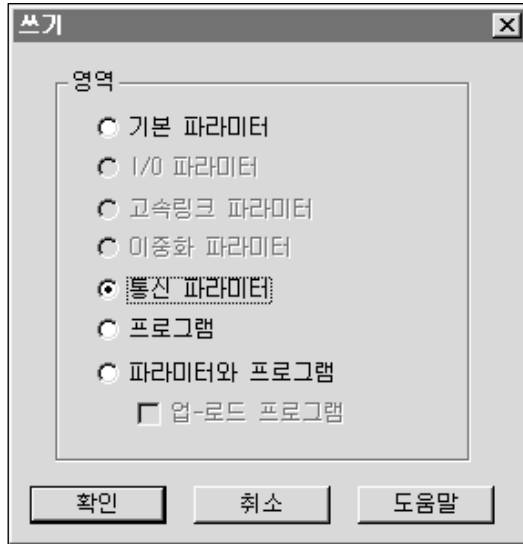 쓰기
영역
기본 파라미터
I/O 파라미터
고속링크 파라미터
이중화 파라미터
통신 파라미터
프로그램
파라미터와 프로그램
업-로드 프로그램
확인 취소 도움말